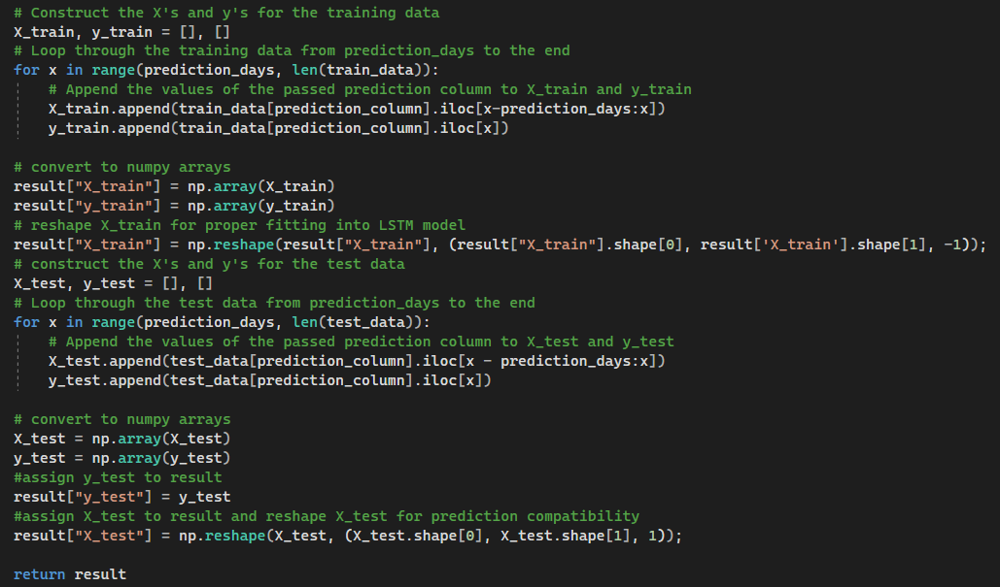 # Construct the X's and y's for the training data
X_train, y_train = [], []
# Loop through the training data from prediction_days to the end
for x in range(prediction_days, len(train_data)):
    # Append the values of the passed prediction column to X_train and y_train
    X_train.append(train_data[prediction_column].iloc[x-prediction_days:x])
    y_train.append(train_data[prediction_column].iloc[x])

# convert to numpy arrays
result["X_train"] = np.array(X_train)
result["y_train"] = np.array(y_train)
# reshape X_train for proper fitting into LSTM model
result["X_train"] = np.reshape(result["X_train"], (result["X_train"].shape[0], result['X_train'].shape[1], -1));
# construct the X's and y's for the test data
X_test, y_test = [], []
# Loop through the test data from prediction_days to the end
for x in range(prediction_days, len(test_data)):
    # Append the values of the passed prediction column to X_test and y_test
    X_test.append(test_data[prediction_column].iloc[x - prediction_days:x])
    y_test.append(test_data[prediction_column].iloc[x])

# convert to numpy arrays
X_test = np.array(X_test)
y_test = np.array(y_test)
#assign y_test to result
result["y_test"] = y_test
#assign X_test to result and reshape X_test for prediction compatibility
result["X_test"] = np.reshape(X_test, (X_test.shape[0], X_test.shape[1], 1));

return result